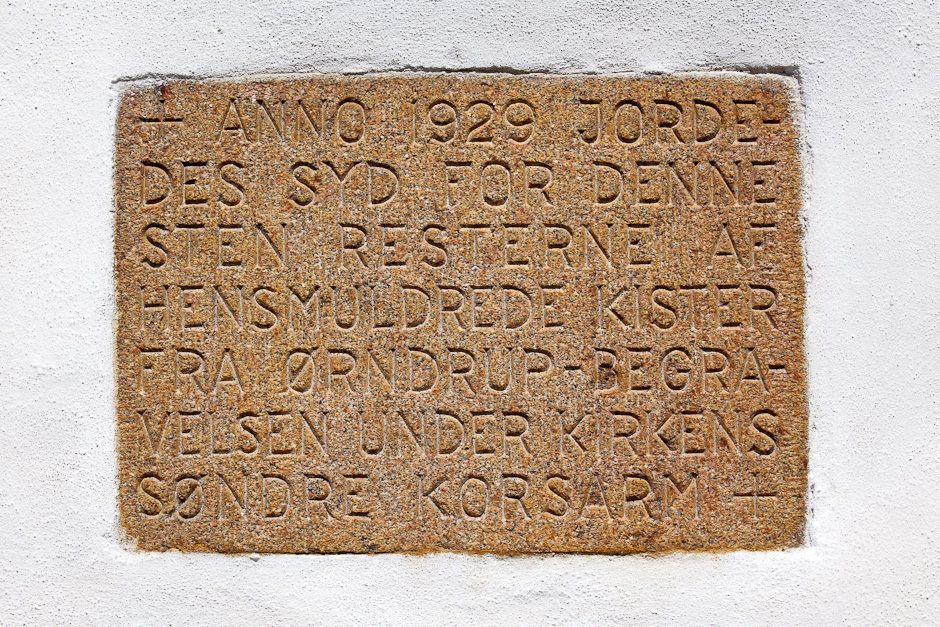 + ANNO 1929 JORDE-
DES SYD FOR DENNE
STEN RESTERNE AF
HENSMULDREDE KISTER
FRA ØRNDRUP-BEGRA-
VELSEN UNDER KIRKENS
SØNDRE KORSARM +